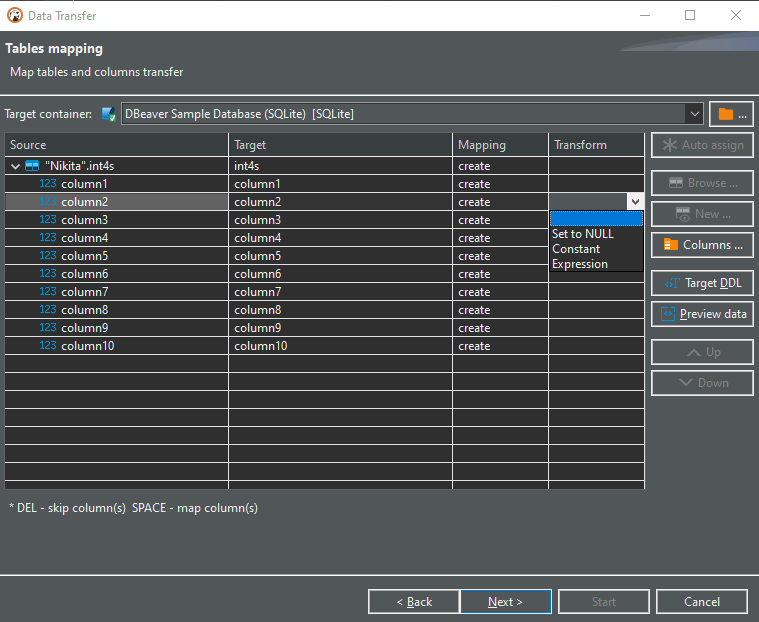 Data Transfer
Tables mapping
Map tables and columns transfer
Target container: DBeaver Sample Database (SQLite) [SQLite] ...
Source Target Mapping Transform Auto assign
"Nikita".int4s int4s create
123 column1 column1 create Browse ...
123 column2 column2 create
123 column3 column3 create New ...
Set to NULL
123 column4 column4 create
Constant Columns ...
123 column5 column5 create
Expression
123 column6 column6 create
Target DDL
123 column7 column7 create
123 column8 column8 create Preview data
123 column9 column9 create
123 column10 column10 create Up
Down
* DEL - skip column(s) SPACE - map column(s)
< Back Next > Start Cancel